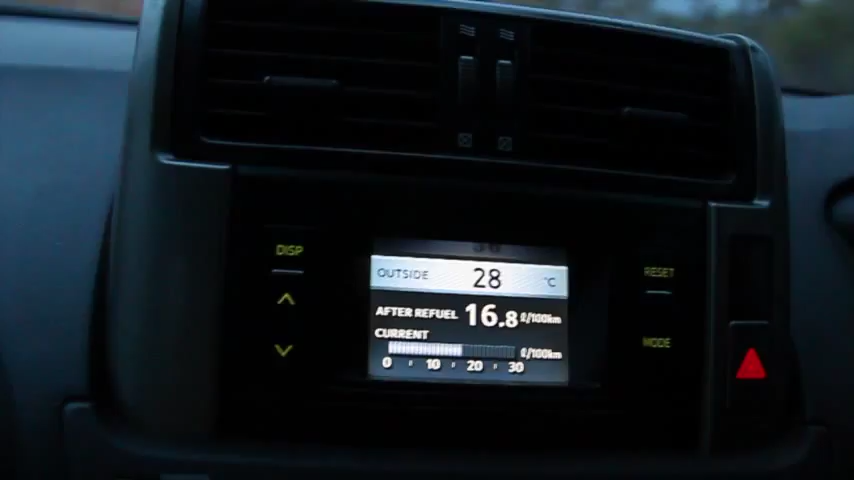 DISP
OUTSIDE 28 °C
RESET
AFTER REFUEL 16.8 ℓ/100km
CURRENT
MODE
ℓ/100km
0 10 20 30